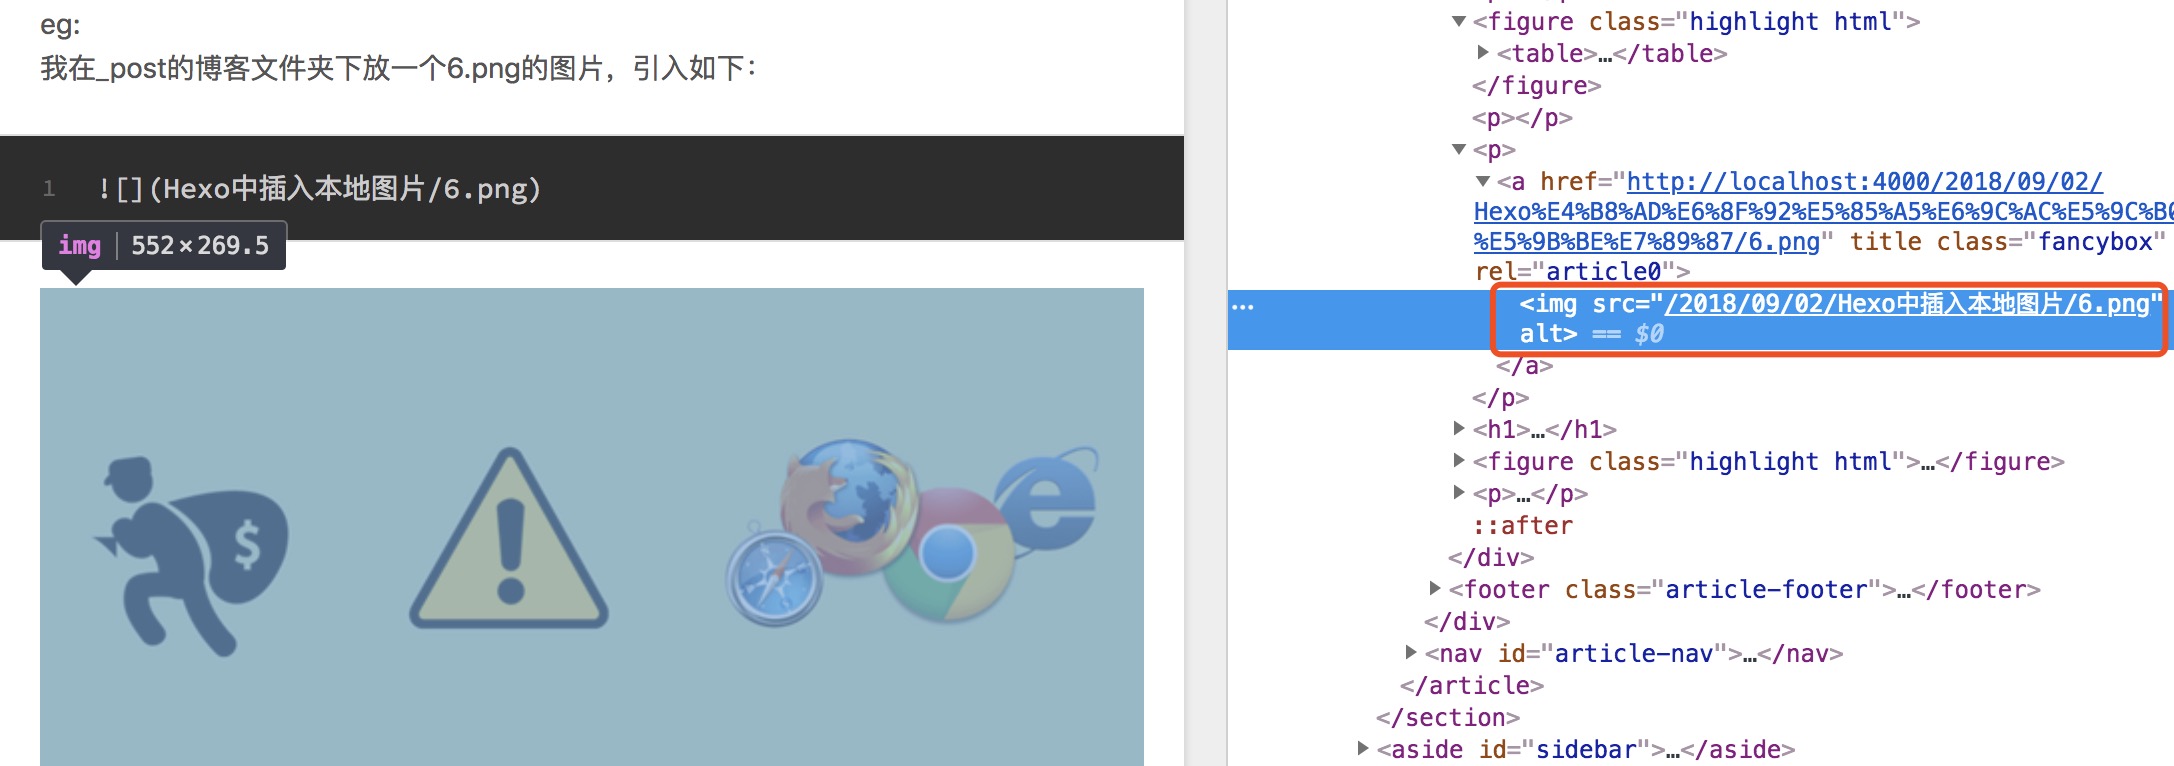 eg:
我在_post的博客文件夹下放一个6.png的图片，引入如下：
1 ![](Hexo中插入本地图片/6.png)
img 552×269.5
<figure class="highlight html">
<table>…</table>
</figure>
<p></p>
<p>
<a href="http://localhost:4000/2018/09/02/
Hexo%E4%B8%AD%E6%8F%92%E5%85%A5%E6%9C%AC%E5%9C%B0
%E5%9B%BE%E7%89%87/6.png" title class="fancybox"
rel="article0">
… <img src="/2018/09/02/Hexo中插入本地图片/6.png"
alt> == $0
</a>
</p>
<h1>…</h1>
<figure class="highlight html">…</figure>
<p>…</p>
::after
</div>
<footer class="article-footer">…</footer>
</div>
<nav id="article-nav">…</nav>
</article>
</section>
<aside id="sidebar">…</aside>